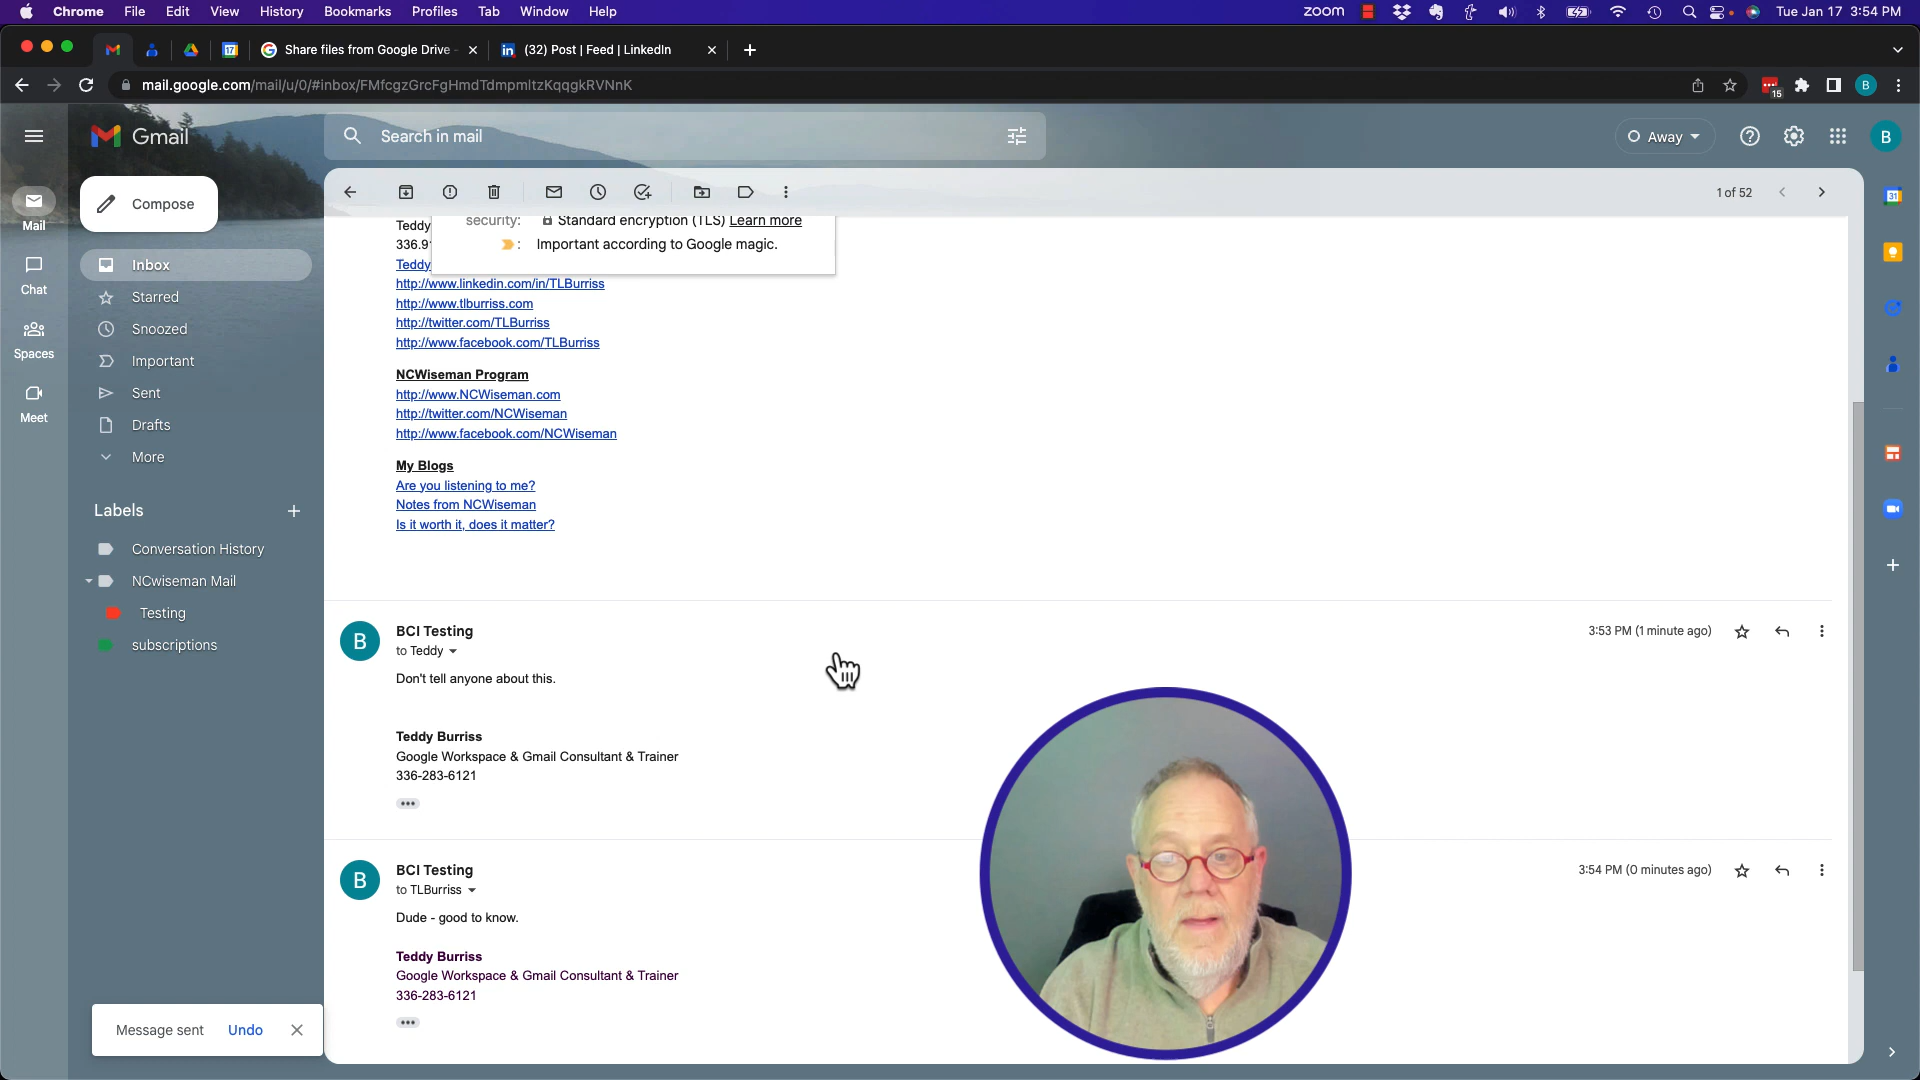 Chrome File Edit View History Bookmarks Profiles Tab Window Help zoom Tue Jan 17 3:54 PM
17 Share files from Google Drive - (32) Post | Feed | LinkedIn
mail.google.com/mail/u/0/#inbox/FMfcgzGrcFgHmdTdmpmltzKqqgkRVNnK 15 B
Gmail Search in mail Away B
Compose 1 of 52 31
Mail
Chat
Spaces
Meet
Inbox
Starred
Snoozed
Important
Sent
Drafts
More
Labels
Conversation History
NCwiseman Mail
Testing
subscriptions
security: Standard encryption (TLS) Learn more
: Important according to Google magic.
Teddy
336.9
Teddy
http://www.linkedin.com/in/TLBurriss
http://www.tlburriss.com
http://twitter.com/TLBurriss
http://www.facebook.com/TLBurriss
NCWiseman Program
http://www.NCWiseman.com
http://twitter.com/NCWiseman
http://www.facebook.com/NCWiseman
My Blogs
Are you listening to me?
Notes from NCWiseman
Is it worth it, does it matter?
B BCI Testing 3:53 PM (1 minute ago)
to Teddy
Don't tell anyone about this.
Teddy Burriss
Google Workspace & Gmail Consultant & Trainer
336-283-6121
B BCI Testing 3:54 PM (0 minutes ago)
to TLBurriss
Dude - good to know.
Teddy Burriss
Google Workspace & Gmail Consultant & Trainer
336-283-6121
Message sent Undo